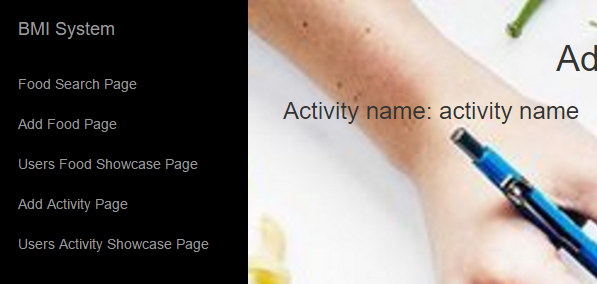 BMI System
Food Search Page
Add Food Page
Users Food Showcase Page
Add Activity Page
Users Activity Showcase Page
Ad
Activity name: activity name